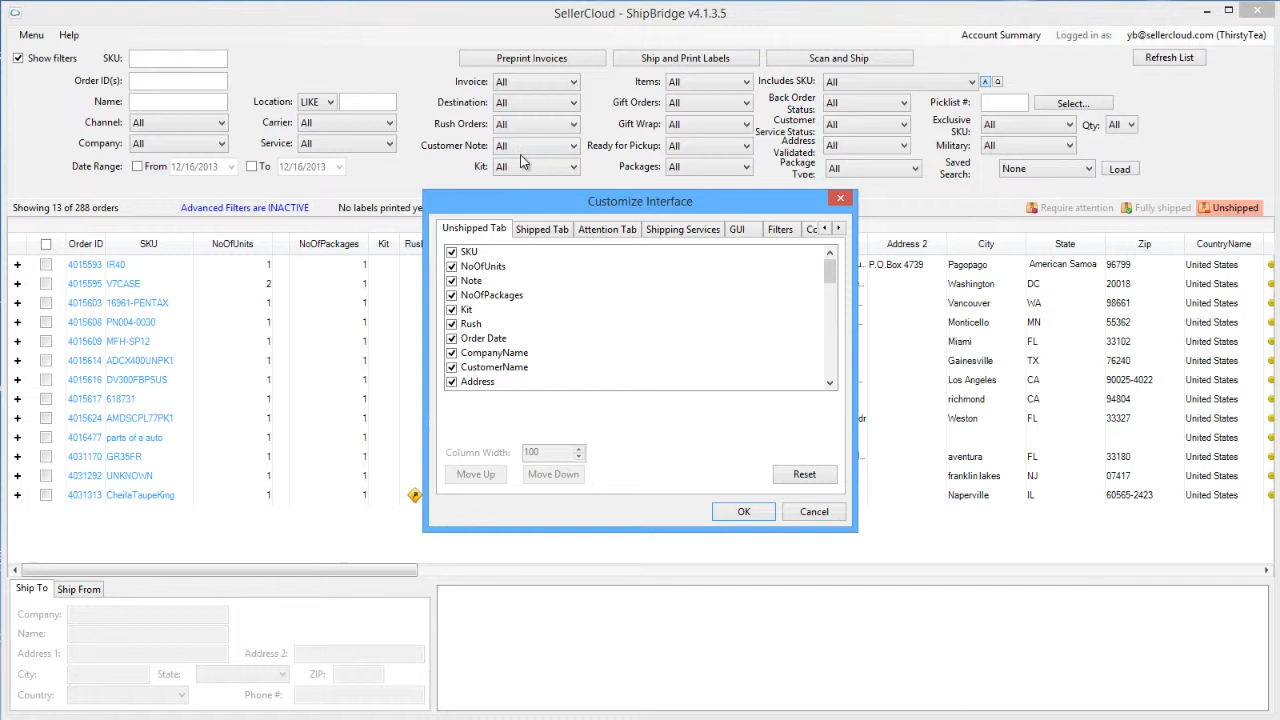 SellerCloud - ShipBridge v4.1.3.5
Menu Help Account Summary Logged in as: yb@sellercloud.com (ThirstyTea)
Show filters SKU: Preprint Invoices Ship and Print Labels Scan and Ship Refresh List
Order ID(s): Invoice: All Items: All Includes SKU: All A Q
Name: Location: LIKE Destination: All Gift Orders: All Back Order Status: All Picklist #: Select...
Channel: All Carrier: All Rush Orders: All Gift Wrap: All Customer Service Status: All Exclusive SKU: All Qty: All
Company: All Service: All Customer Note: All Ready for Pickup: All Address Validated: All Military: All
Date Range: From 12/16/2013 To 12/16/2013 Kit: All Packages: All Package Type: All Saved Search: None Load
Showing 13 of 288 orders Advanced Filters are INACTIVE No labels printed ye Require attention Fully shipped Unshipped
Order ID SKU NoOfUnits NoOfPackages Kit Rus Address 2 City State Zip CountryName
4015593 IR40 1 1 P.O.Box 4739 Pagopago American Samoa 96799 United States
4015595 V7CASE 2 1 Washington DC 20018 United States
4015603 16961-PENTAX 1 1 Vancouver WA 98661 United States
4015608 PN004-0030 1 1 Monticello MN 55362 United States
4015609 MFH-SP12 1 1 Miami FL 33102 United States
4015614 ADCX400UNPK1 1 1 Gainesville TX 76240 United States
4015616 DV300FBPSUS 1 1 Los Angeles CA 90025-4022 United States
4015617 618731 1 1 richmond CA 94804 United States
4015624 AMDSCPL77PK1 1 1 dr Weston FL 33327 United States
4016477 parts of a auto 1 1 United States
4031170 GR35FR 1 1 aventura FL 33180 United States
4031292 UNKNOWN 1 1 franklin lakes NJ 07417 United States
4031313 CheilaTaupeKing 1 1 Naperville IL 60565-2423 United States
Customize Interface
Unshipped Tab Shipped Tab Attention Tab Shipping Services GUI Filters Cc
SKU
NoOfUnits
Note
NoOfPackages
Kit
Rush
Order Date
CompanyName
CustomerName
Address
Column Width: 100
Move Up Move Down Reset
OK Cancel
Ship To Ship From
Company:
Name:
Address 1: Address 2:
City: State: ZIP:
Country: Phone #: